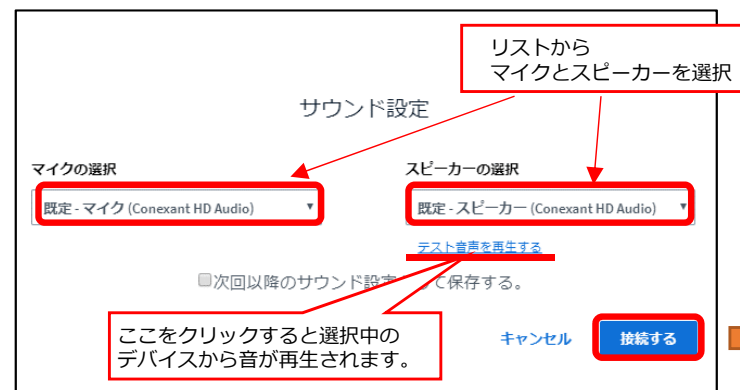 リストから
マイクとスピーカーを選択
サウンド設定
マイクの選択
スピーカーの選択
既定 - マイク (Conexant HD Audio)
既定 - スピーカー (Conexant HD Audio)
テスト音声を再生する
次回以降のサウンド設定 て保存する。
ここをクリックすると選択中の
デバイスから音が再生されます。
キャンセル
接続する